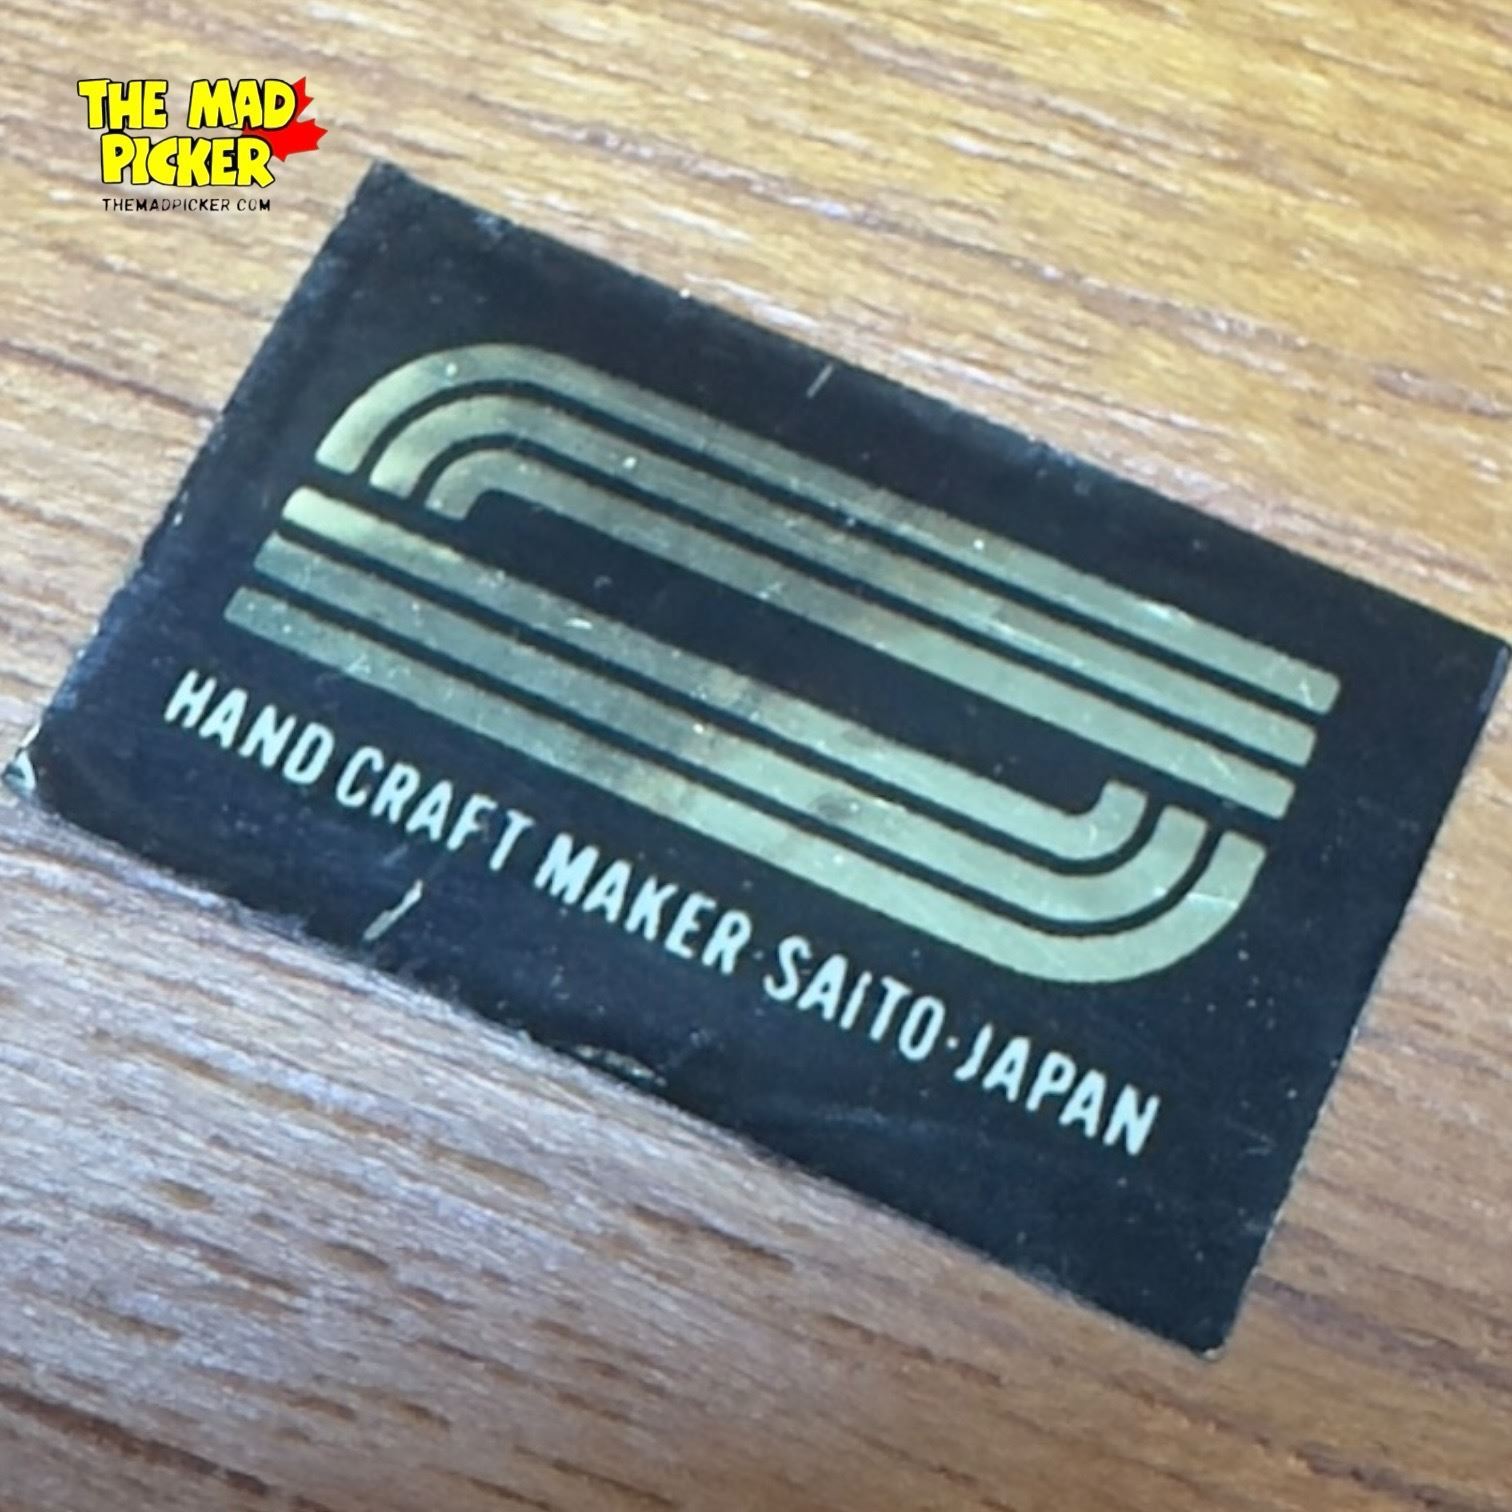 THE MAD
PICKER
THEMADPICKER.COM
HAND CRAFT MAKER·SAITO·JAPAN